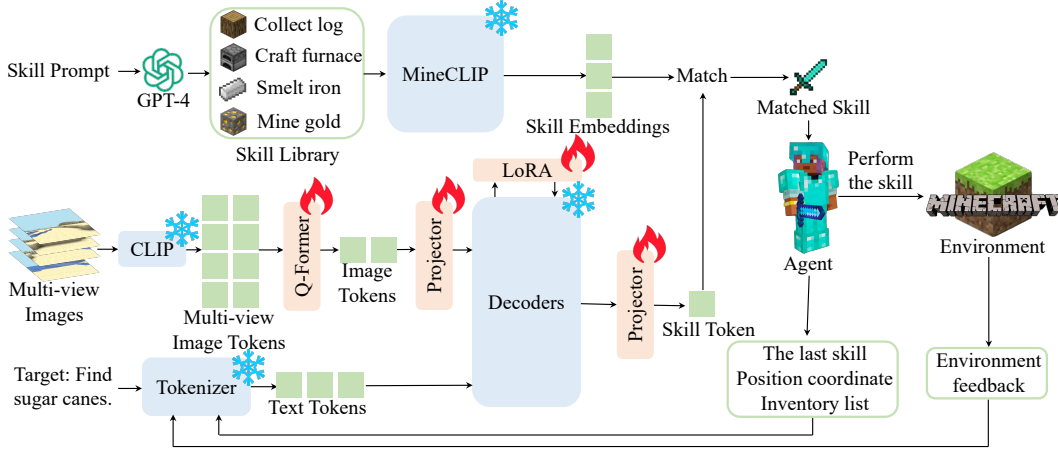 Skill Prompt
GPT-4
Collect log
Craft furnace
Smelt iron
Mine gold
Skill Library
MineCLIP
Skill Embeddings
Match
Matched Skill
Multi-view
Images
CLIP
Multi-view
Image Tokens
Q-Former
Image
Tokens
Projector
LoRA
Decoders
Projector
Skill Token
Agent
Perform
the skill
MINECRAFT
Environment
Target: Find
sugar canes.
Tokenizer
Text Tokens
The last skill
Position coordinate
Inventory list
Environment
feedback